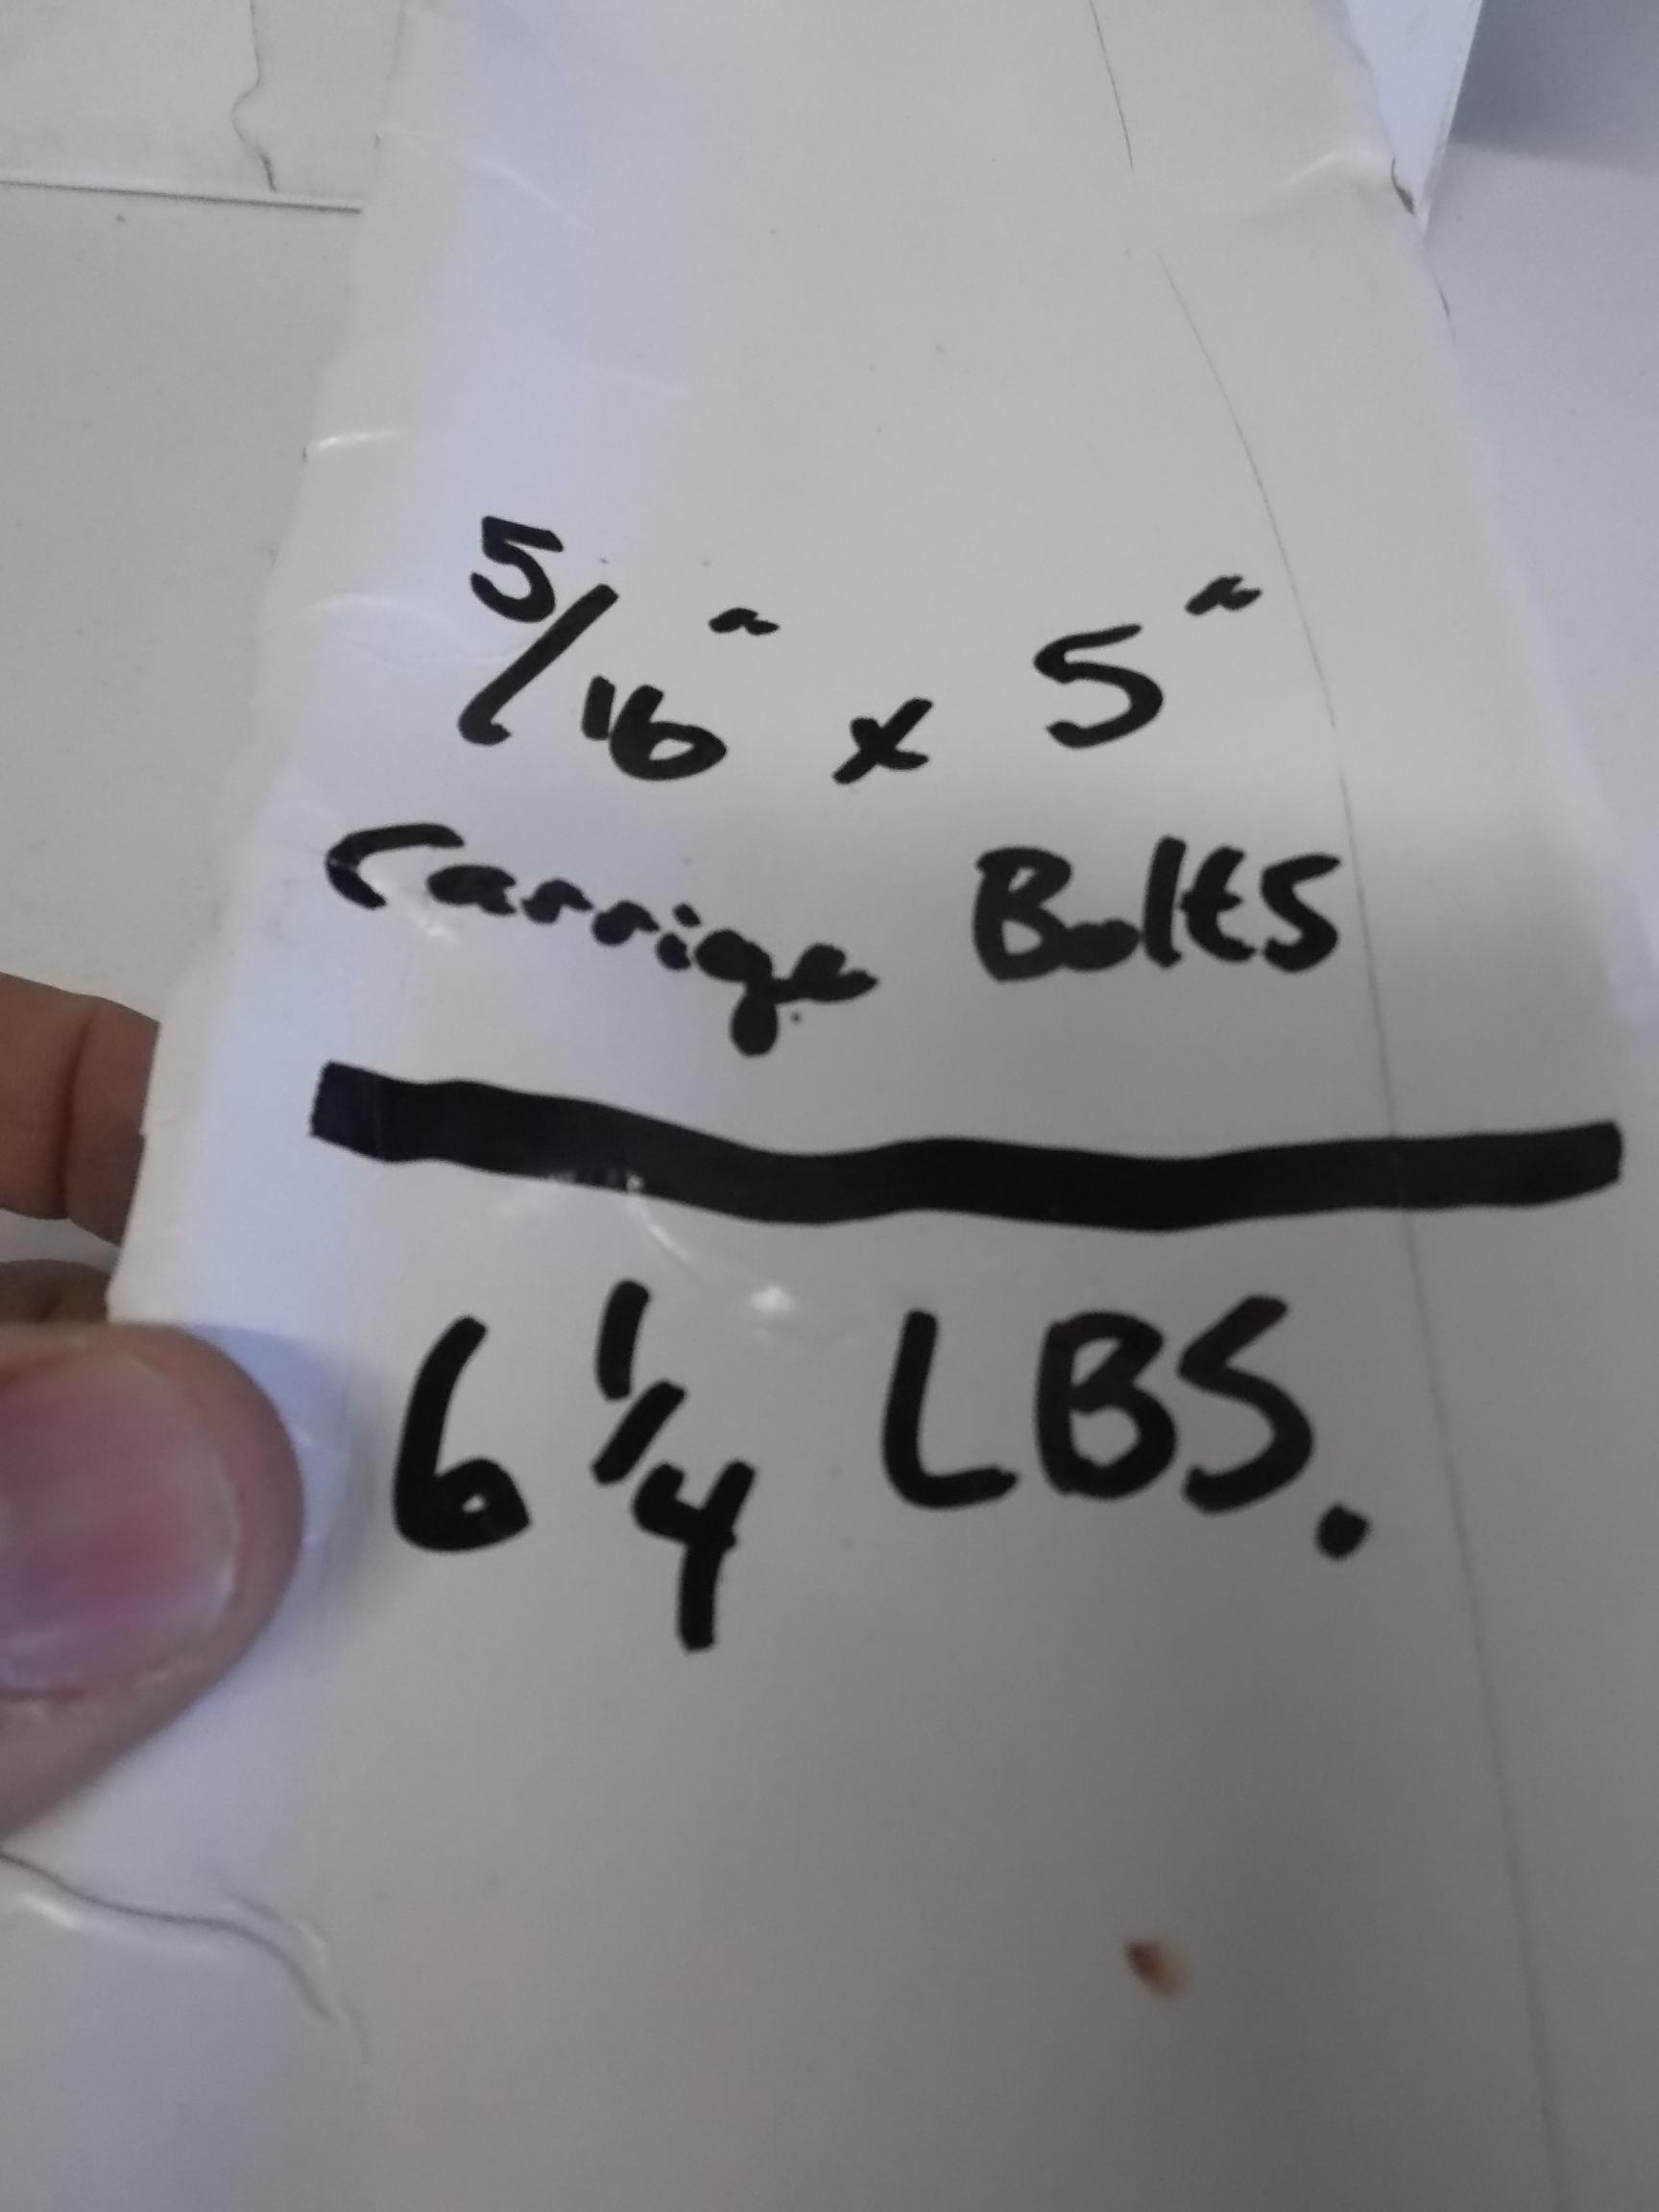 5/16" x 5"
Carrige Bolts
6 1/4 LBS.